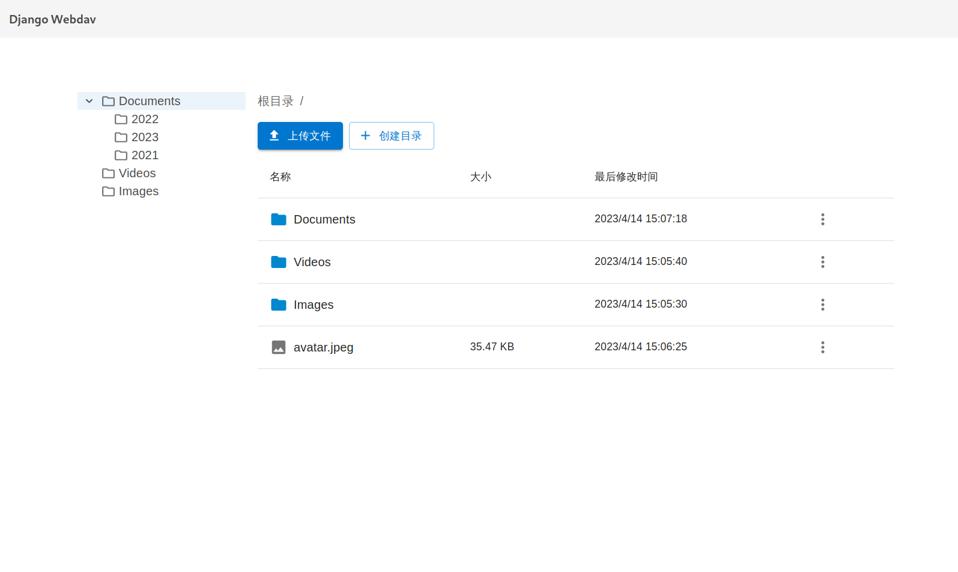 Django Webdav
Documents
2022
2023
2021
Videos
Images
根目录 /
上传文件 创建目录
名称 大小 最后修改时间
Documents 2023/4/14 15:07:18
Videos 2023/4/14 15:05:40
Images 2023/4/14 15:05:30
avatar.jpeg 35.47 KB 2023/4/14 15:06:25